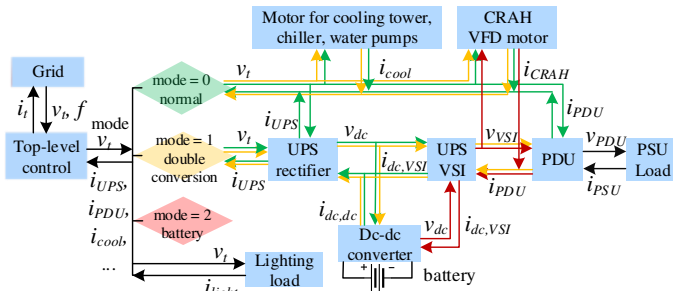 Motor for cooling tower,
chiller, water pumps
CRAH
VFD motor
Grid
i_t
v_t, f
mode = 0
normal
v_t
i_cool
i_CRAH
mode
v_t
Top-level
control
mode = 1
double
conversion
v_t
i_UPS
i_UPS
UPS
rectifier
v_dc
i_dc,VSI
UPS
VSI
v_VSI
i_PDU
i_PDU
PDU
v_PDU
i_PSU
PSU
Load
i_UPS,
i_PDU,
i_cool,
...
mode = 2
battery
i_dc,dc
v_dc
i_dc,VSI
Dc-dc
converter
+ −
battery
v_t
Lighting
load